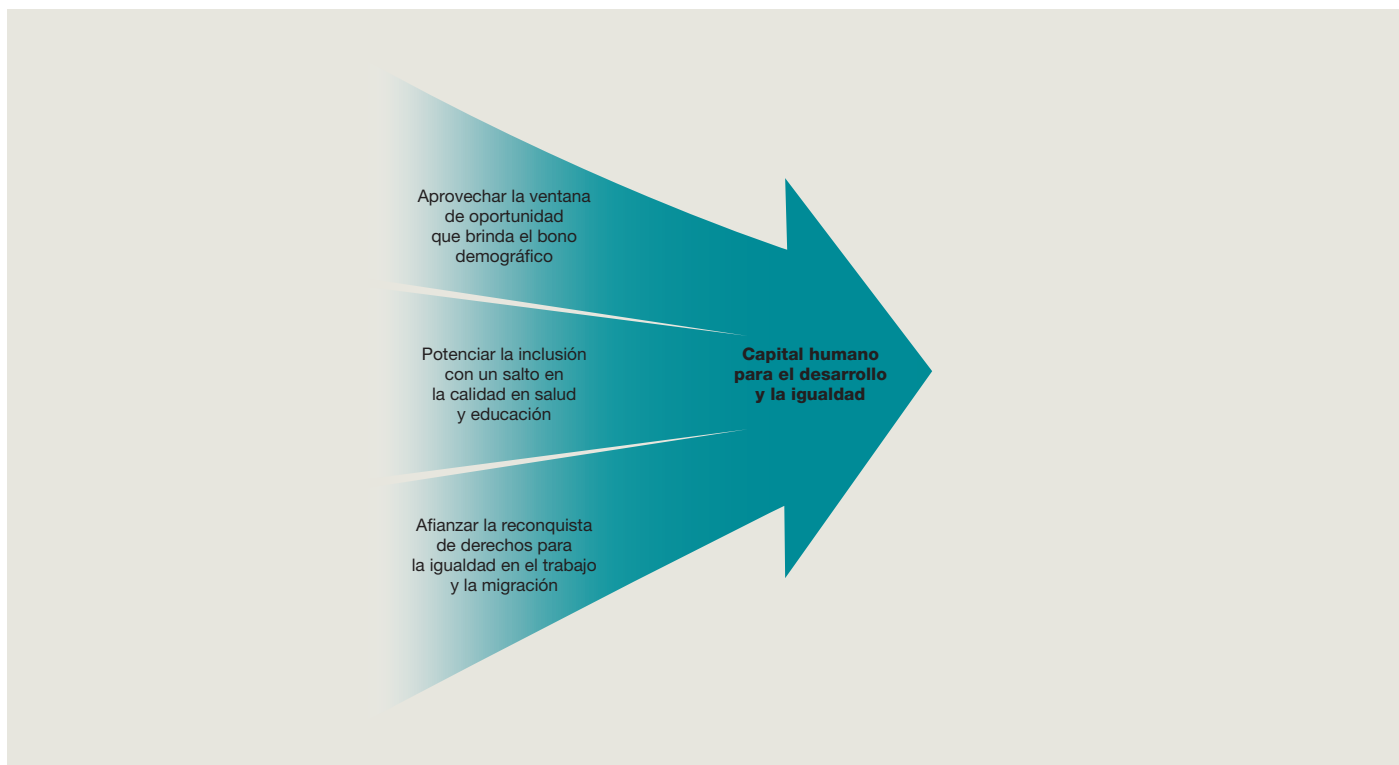 Aprovechar la ventana
de oportunidad
que brinda el bono
demográfico
Potenciar la inclusión
con un salto en
la calidad en salud
y educación
Capital humano
para el desarrollo
y la igualdad
Afianzar la reconquista
de derechos para
la igualdad en el trabajo
y la migración